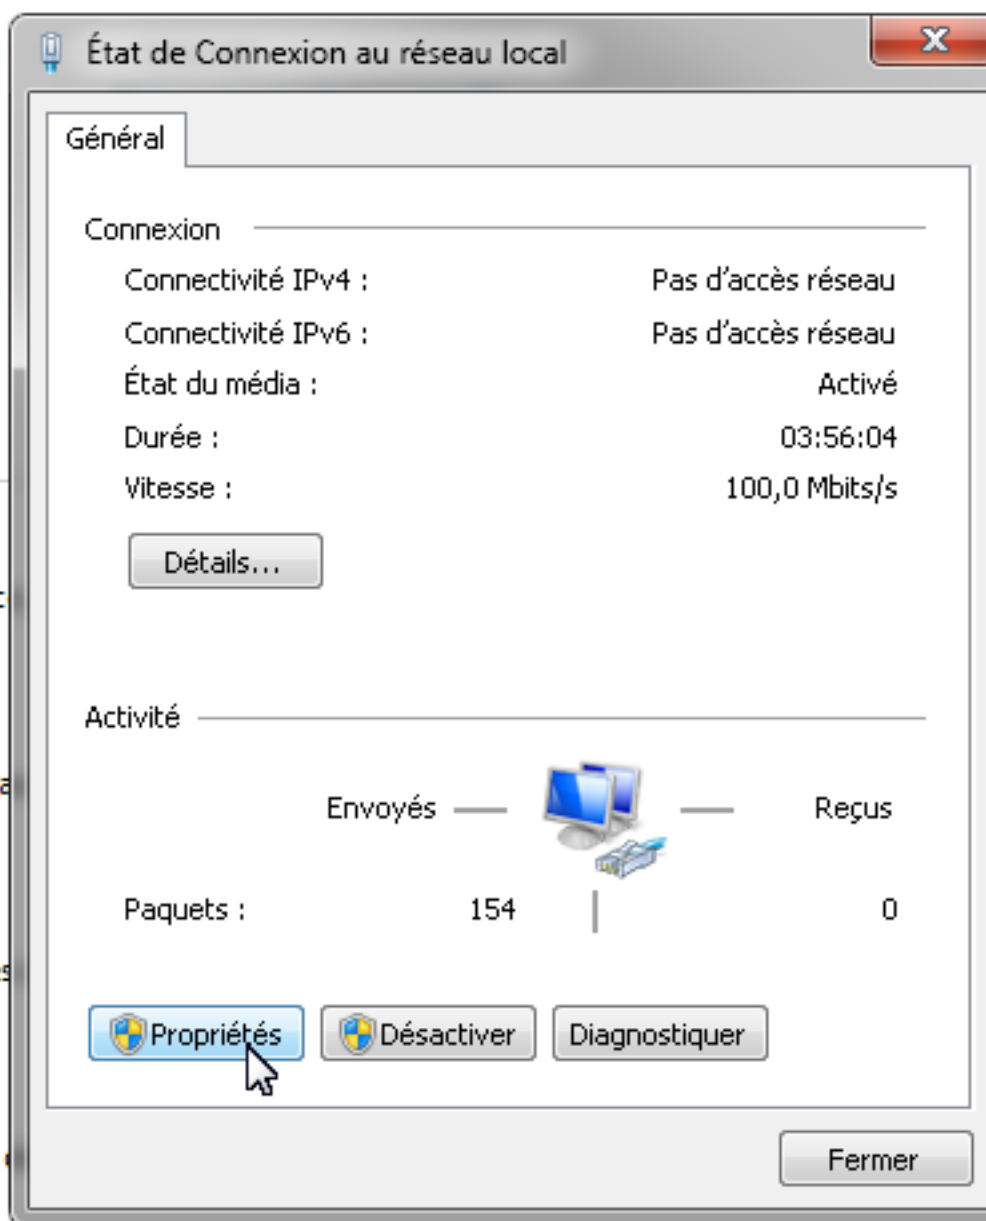 État de Connexion au réseau local
Général
Connexion
Connectivité IPv4 : Pas d'accès réseau
Connectivité IPv6 : Pas d'accès réseau
État du média : Activé
Durée : 03:56:04
Vitesse : 100,0 Mbits/s
Détails...
Activité
Envoyés Reçus
Paquets : 154 0
Propriétés Désactiver Diagnostiquer
Fermer